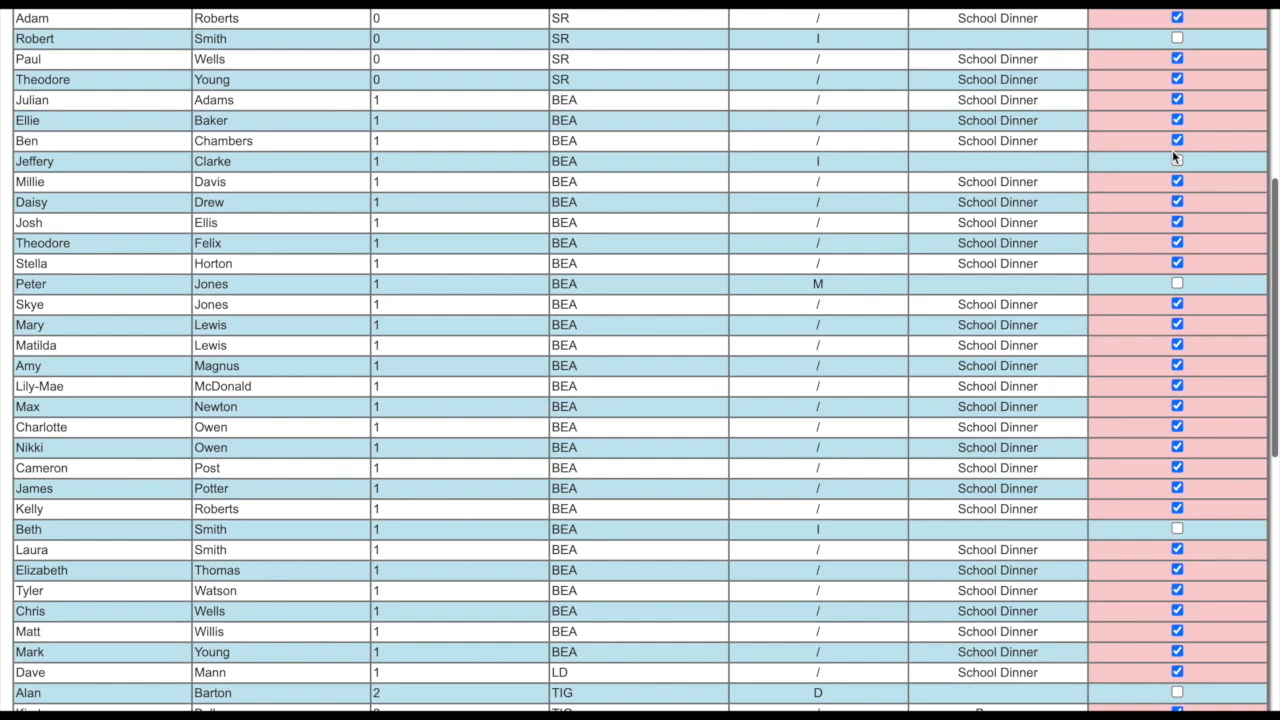 Adam Roberts 0 SR / School Dinner
Robert Smith 0 SR I
Paul Wells 0 SR / School Dinner
Theodore Young 0 SR / School Dinner
Julian Adams 1 BEA / School Dinner
Ellie Baker 1 BEA / School Dinner
Ben Chambers 1 BEA / School Dinner
Jeffery Clarke 1 BEA I
Millie Davis 1 BEA / School Dinner
Daisy Drew 1 BEA / School Dinner
Josh Ellis 1 BEA / School Dinner
Theodore Felix 1 BEA / School Dinner
Stella Horton 1 BEA / School Dinner
Peter Jones 1 BEA M
Skye Jones 1 BEA / School Dinner
Mary Lewis 1 BEA / School Dinner
Matilda Lewis 1 BEA / School Dinner
Amy Magnus 1 BEA / School Dinner
Lily-Mae McDonald 1 BEA / School Dinner
Max Newton 1 BEA / School Dinner
Charlotte Owen 1 BEA / School Dinner
Nikki Owen 1 BEA / School Dinner
Cameron Post 1 BEA / School Dinner
James Potter 1 BEA / School Dinner
Kelly Roberts 1 BEA / School Dinner
Beth Smith 1 BEA I
Laura Smith 1 BEA / School Dinner
Elizabeth Thomas 1 BEA / School Dinner
Tyler Watson 1 BEA / School Dinner
Chris Wells 1 BEA / School Dinner
Matt Willis 1 BEA / School Dinner
Mark Young 1 BEA / School Dinner
Dave Mann 1 LD / School Dinner
Alan Barton 2 TIG D